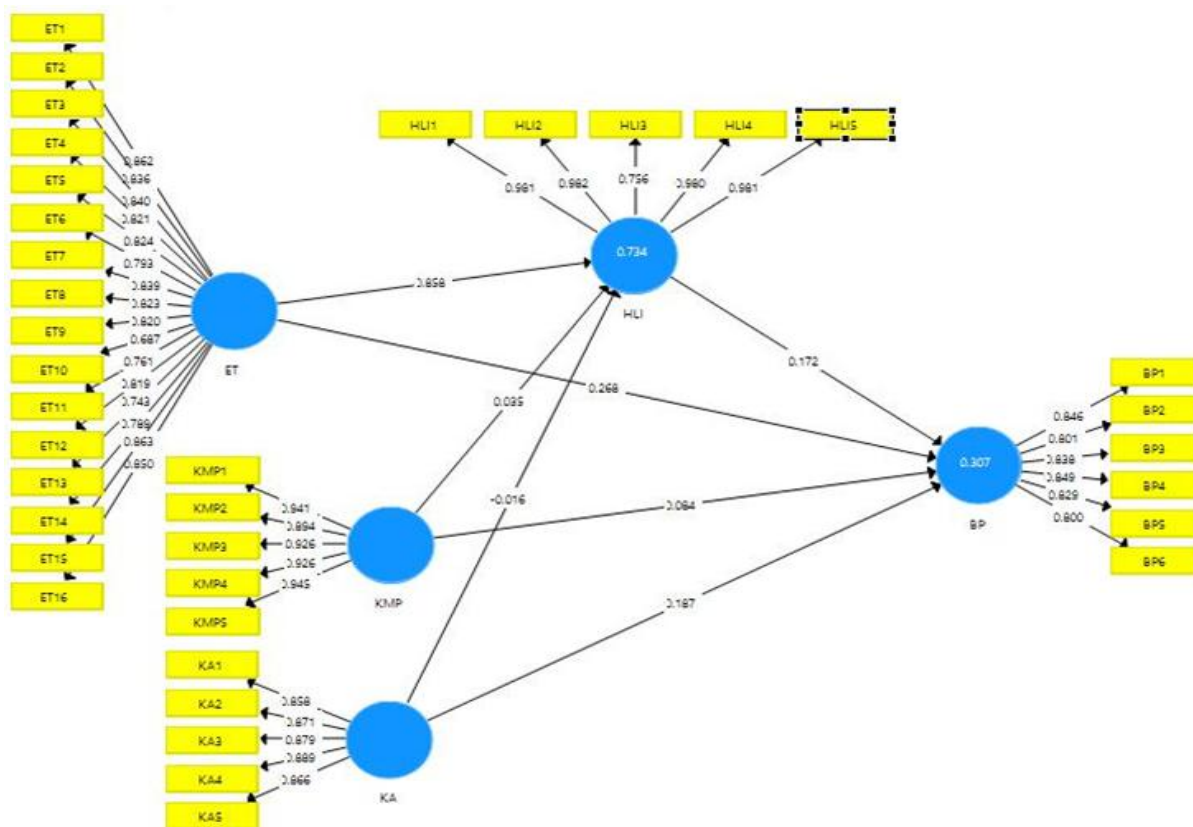 ET1
ET2
ET3
ET4
ET5
ET6
ET7
ET8
ET9
ET10
ET11
ET12
ET13
ET14
ET15
ET16
0.862
0.836
0.840
0.821
0.824
0.793
0.839
0.823
0.820
0.687
0.761
0.819
0.743
0.789
0.863
0.850
ET
HLI1
HLI2
HLI3
HLI4
HLI5
0.981
0.982
0.756
0.980
0.981
0.734
HLI
0.858
0.268
0.035
-0.016
0.172
0.084
0.187
KMP1
KMP2
KMP3
KMP4
KMP5
0.941
0.894
0.926
0.926
0.945
KMP
KA1
KA2
KA3
KA4
KA5
0.858
0.871
0.879
0.889
0.866
KA
0.307
BP
0.846
0.801
0.838
0.849
0.829
0.800
BP1
BP2
BP3
BP4
BP5
BP6